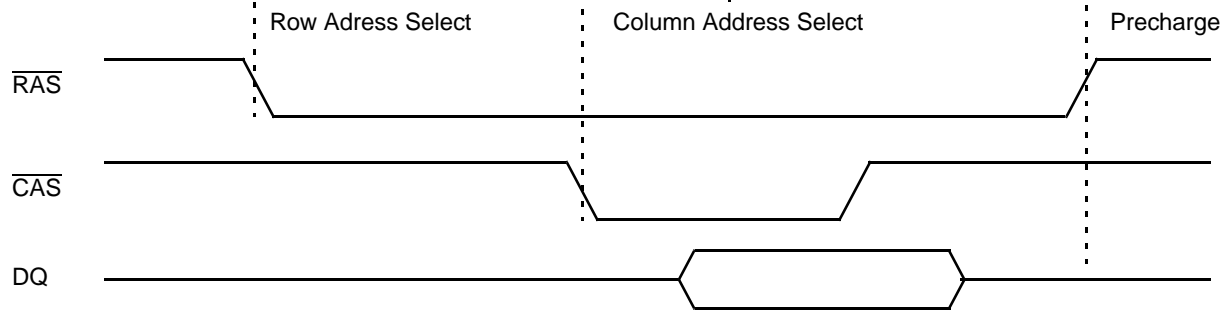 Row Adress Select
Column Address Select
Precharge
RAS
CAS
DQ